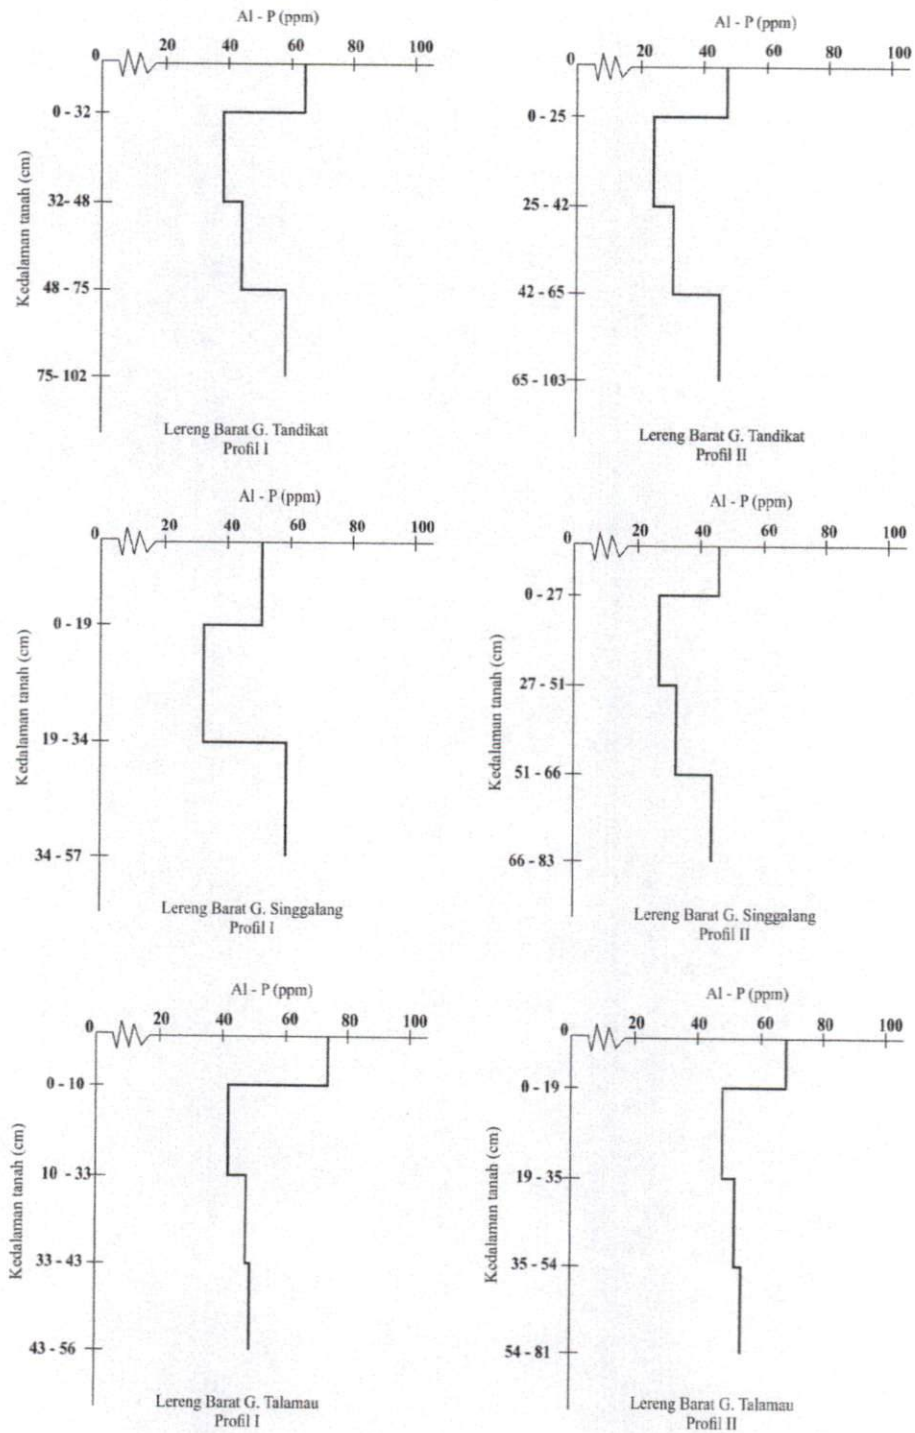 Al - P (ppm)
0 20 40 60 80 100
Kedalaman tanah (cm)
0 - 32
32- 48
48 - 75
75- 102
Lereng Barat G. Tandikat
Profil I
Al - P (ppm)
0 20 40 60 80 100
0 - 25
25 - 42
42 - 65
65 - 103
Lereng Barat G. Tandikat
Profil II
Al - P (ppm)
0 20 40 60 80 100
Kedalaman tanah (cm)
0 - 19
19 - 34
34 - 57
Lereng Barat G. Singgalang
Profil I
Al - P (ppm)
0 20 40 60 80 100
Kedalaman tanah (cm)
0 - 27
27 - 51
51 - 66
66 - 83
Lereng Barat G. Singgalang
Profil II
Al - P (ppm)
0 20 40 60 80 100
Kedalaman tanah (cm)
0 - 10
10 - 33
33 - 43
43 - 56
Lereng Barat G. Talamau
Profil I
Al - P (ppm)
0 20 40 60 80 100
Kedalaman tanah (cm)
0 - 19
19 - 35
35 - 54
54 - 81
Lereng Barat G. Talamau
Profil II